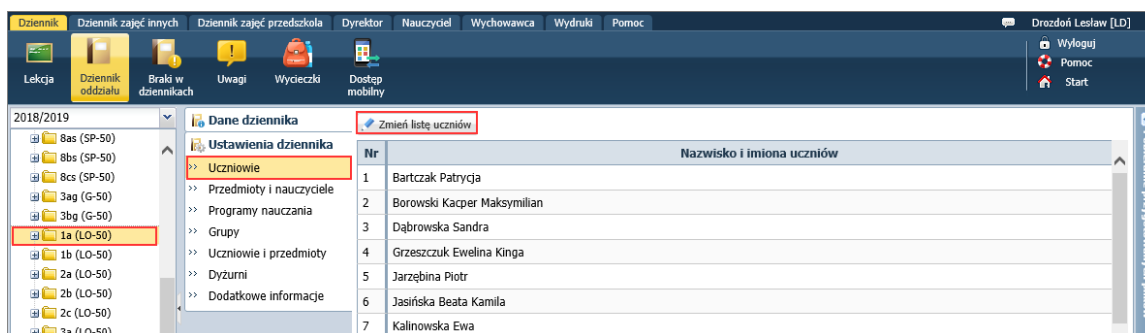 Dziennik Dziennik zajęć innych Dziennik zajęć przedszkola Dyrektor Nauczyciel Wychowawca Wydruki Pomoc Drozdoń Lesław [LD]
Lekcja
Dziennik
oddziału
Braki w
dziennikach
Uwagi
Wycieczki
Dostęp
mobilny
Wyloguj
Pomoc
Start
2018/2019
8as (SP-50)
8bs (SP-50)
8cs (SP-50)
3ag (G-50)
3bg (G-50)
1a (LO-50)
1b (LO-50)
2a (LO-50)
2b (LO-50)
2c (LO-50)
3a (LO-50)
Dane dziennika
Ustawienia dziennika
Uczniowie
Przedmioty i nauczyciele
Programy nauczania
Grupy
Uczniowie i przedmioty
Dyżurni
Dodatkowe informacje
Zmień listę uczniów
Nr Nazwisko i imiona uczniów
1 Bartczak Patrycja
2 Borowski Kacper Maksymilian
3 Dąbrowska Sandra
4 Grzeszczuk Ewelina Kinga
5 Jarzębina Piotr
6 Jasińska Beata Kamila
7 Kalinowska Ewa